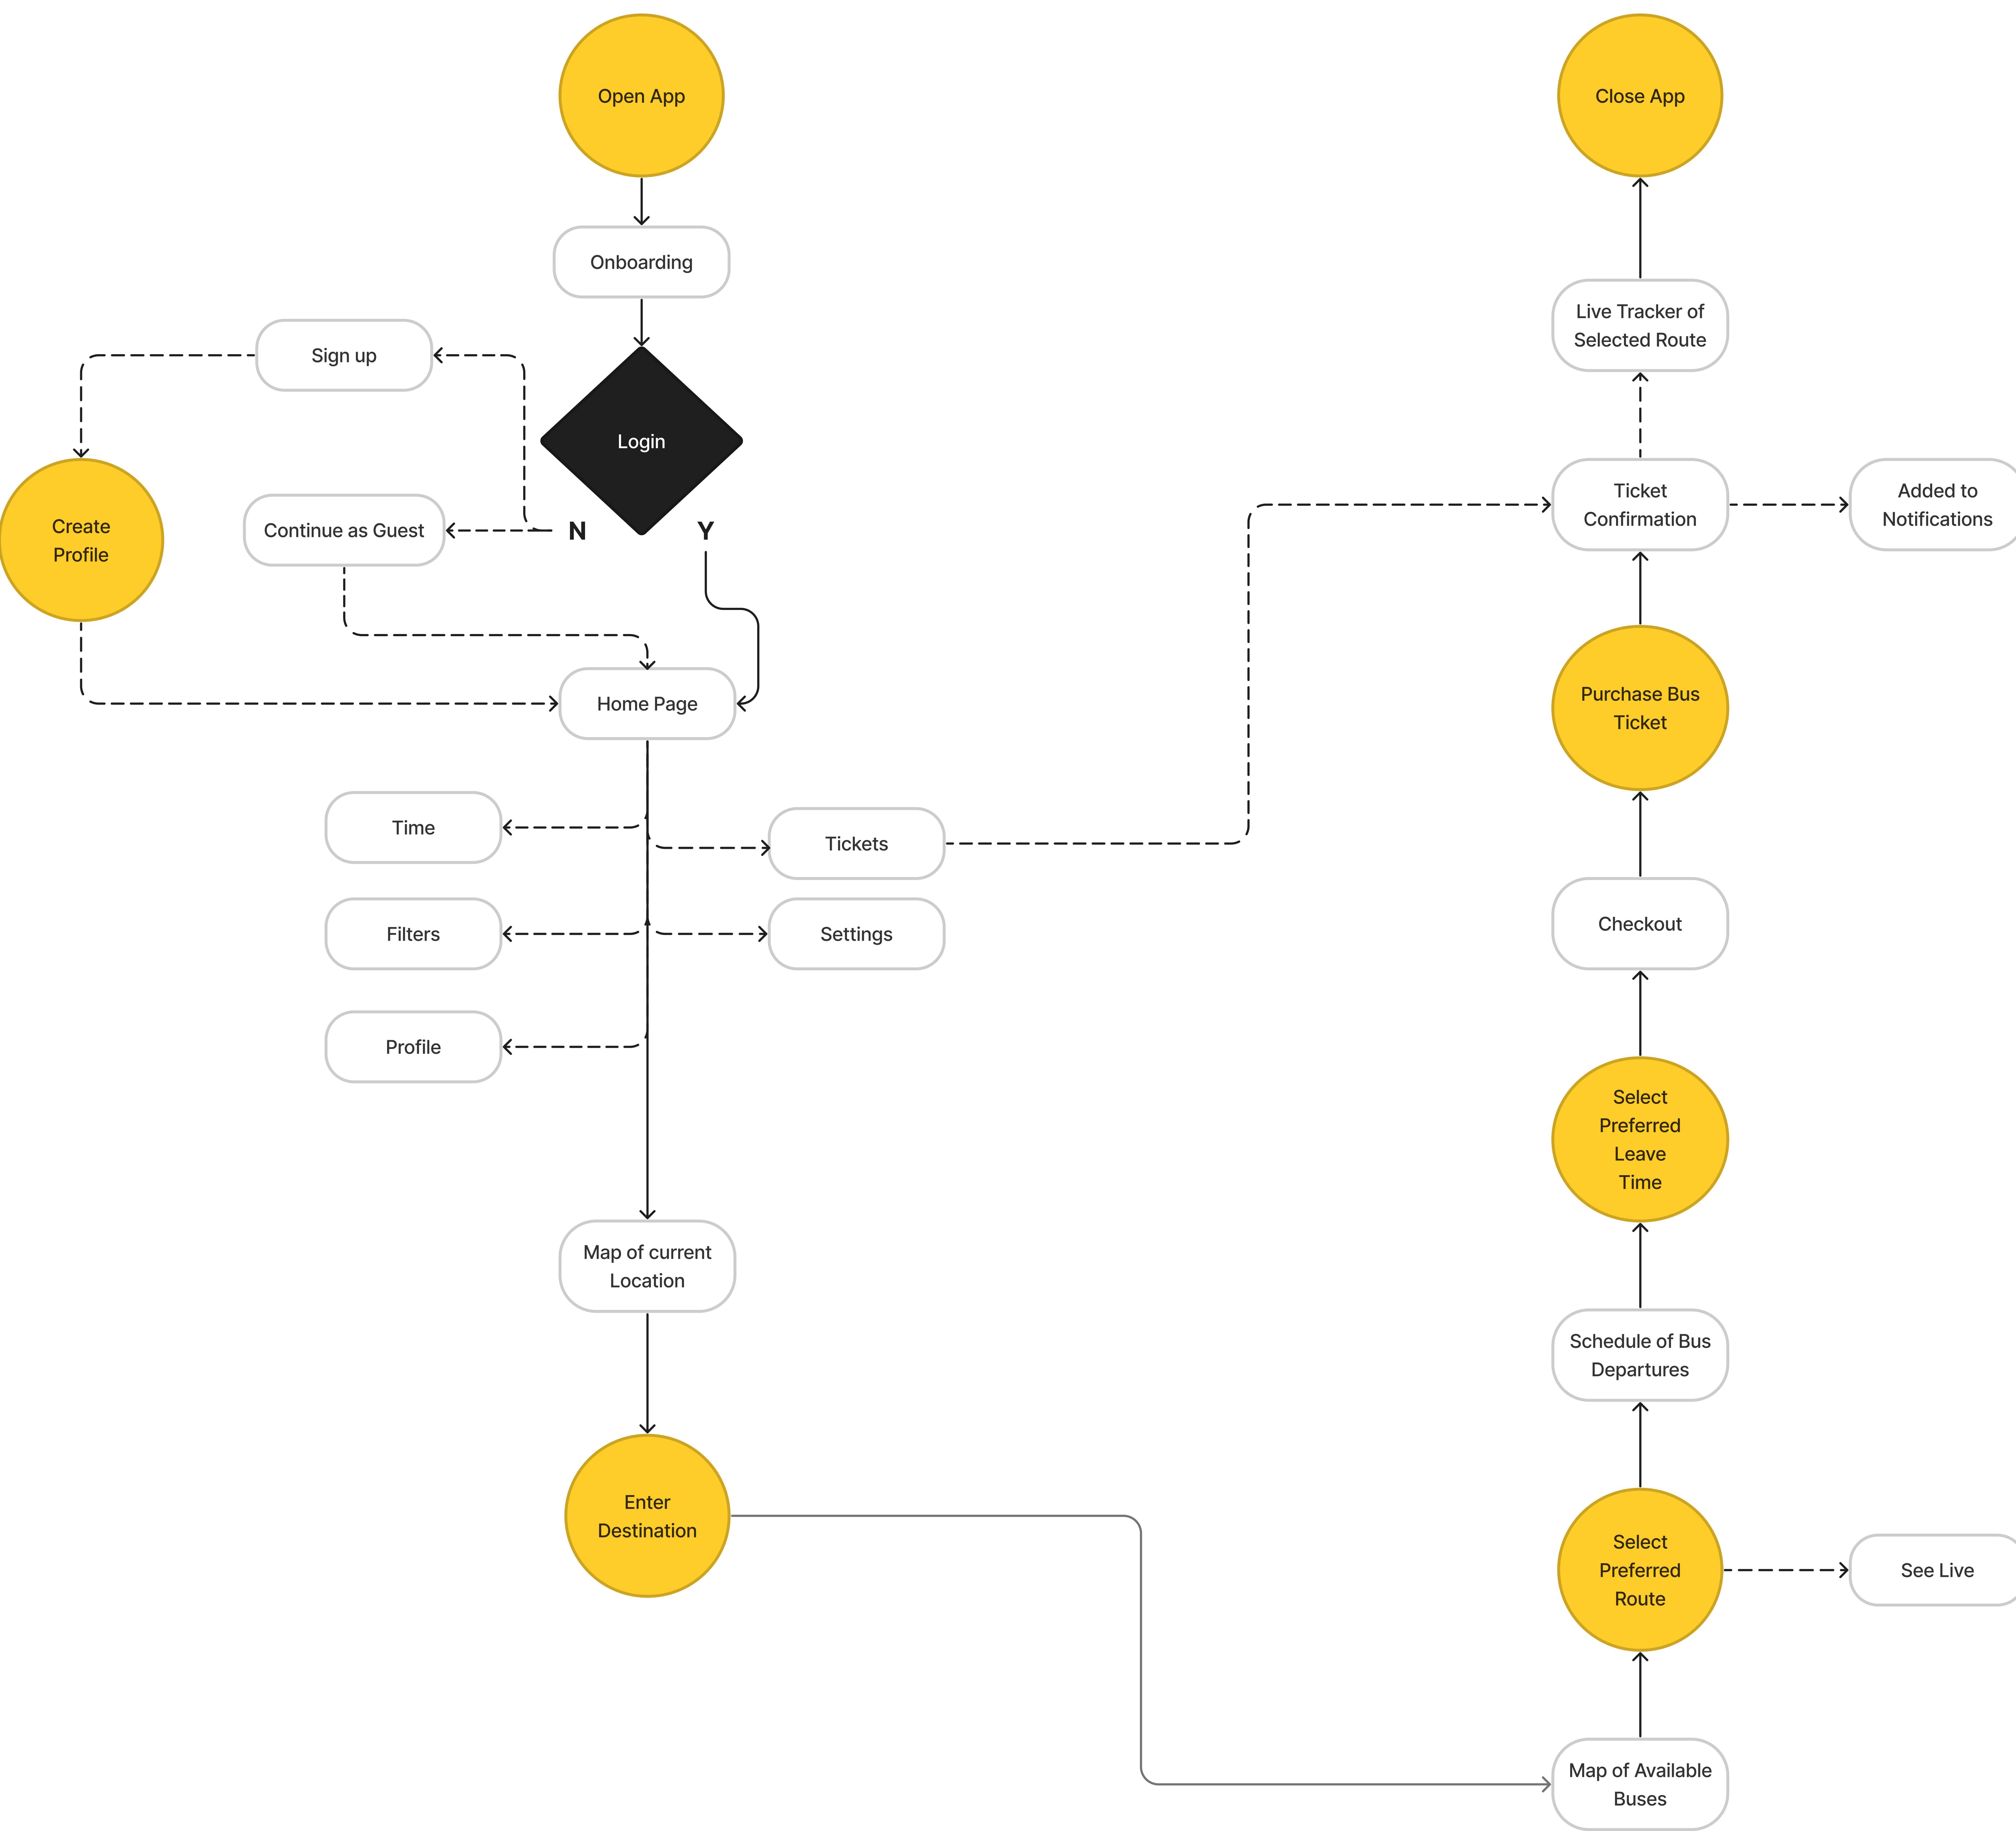 Open App
Onboarding
Login
N
Y
Sign up
Create
Profile
Continue as Guest
Home Page
Time
Filters
Profile
Tickets
Settings
Map of current
Location
Enter
Destination
Close App
Live Tracker of
Selected Route
Ticket
Confirmation
Added to
Notifications
Purchase Bus
Ticket
Checkout
Select
Preferred
Leave
Time
Schedule of Bus
Departures
Select
Preferred
Route
See Live
Map of Available
Buses